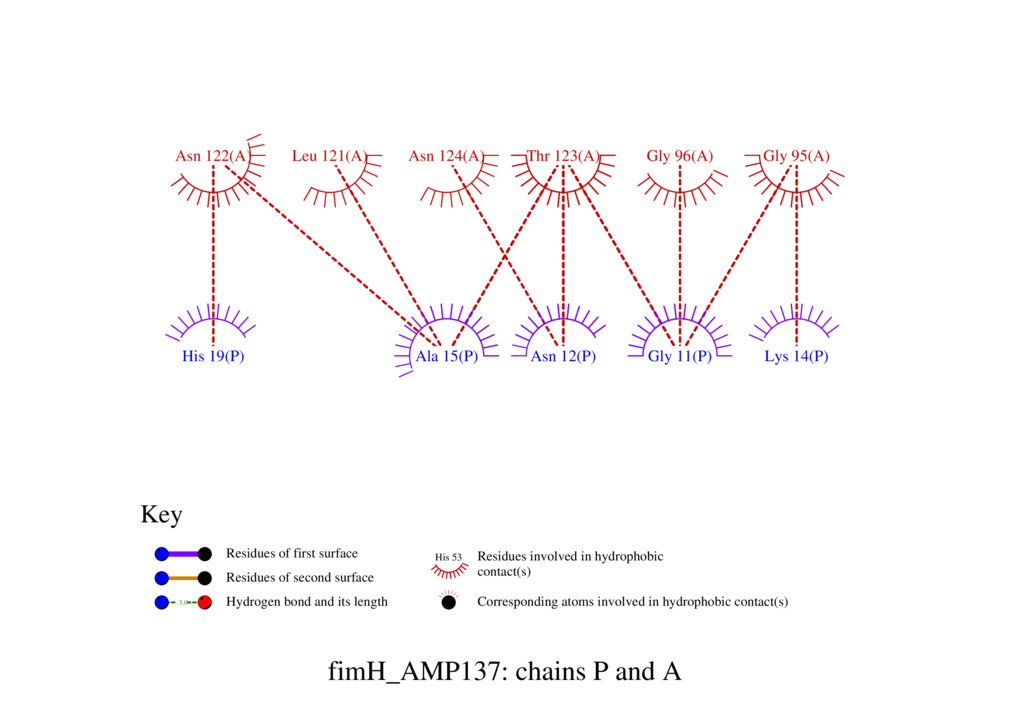 Asn 122(A) Leu 121(A) Asn 124(A) Thr 123(A) Gly 96(A) Gly 95(A)
His 19(P) Ala 15(P) Asn 12(P) Gly 11(P) Lys 14(P)
Key
Residues of first surface
Residues of second surface
3.0
Hydrogen bond and its length
His 53
Residues involved in hydrophobic
contact(s)
Corresponding atoms involved in hydrophobic contact(s)
fimH_AMP137: chains P and A